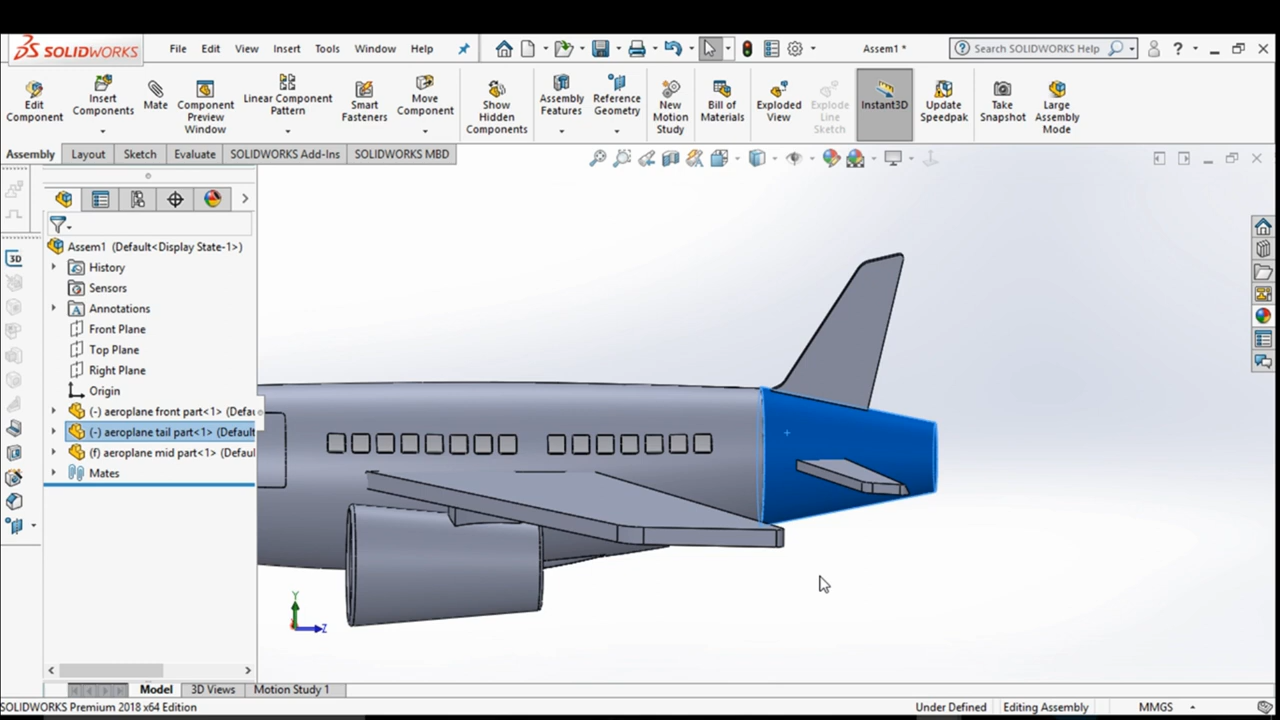 SOLIDWORKS File Edit View Insert Tools Window Help Assem1 * Search SOLIDWORKS Help ?
Edit Component
Insert Components
Mate
Component Preview Window
Linear Component Pattern
Smart Fasteners
Move Component
Show Hidden Components
Assembly Features
Reference Geometry
New Motion Study
Bill of Materials
Exploded View
Explode Line Sketch
Instant3D
Update Speedpak
Take Snapshot
Large Assembly Mode
Assembly Layout Sketch Evaluate SOLIDWORKS Add-Ins SOLIDWORKS MBD
Assem1 (Default<Display State-1>)
History
Sensors
Annotations
Front Plane
Top Plane
Right Plane
Origin
(-) aeroplane front part<1> (Defau
(-) aeroplane tail part<1> (Default
(f) aeroplane mid part<1> (Defaul
Mates
3D
Y
Z
Model 3D Views Motion Study 1
SOLIDWORKS Premium 2018 x64 Edition Under Defined Editing Assembly MMGS